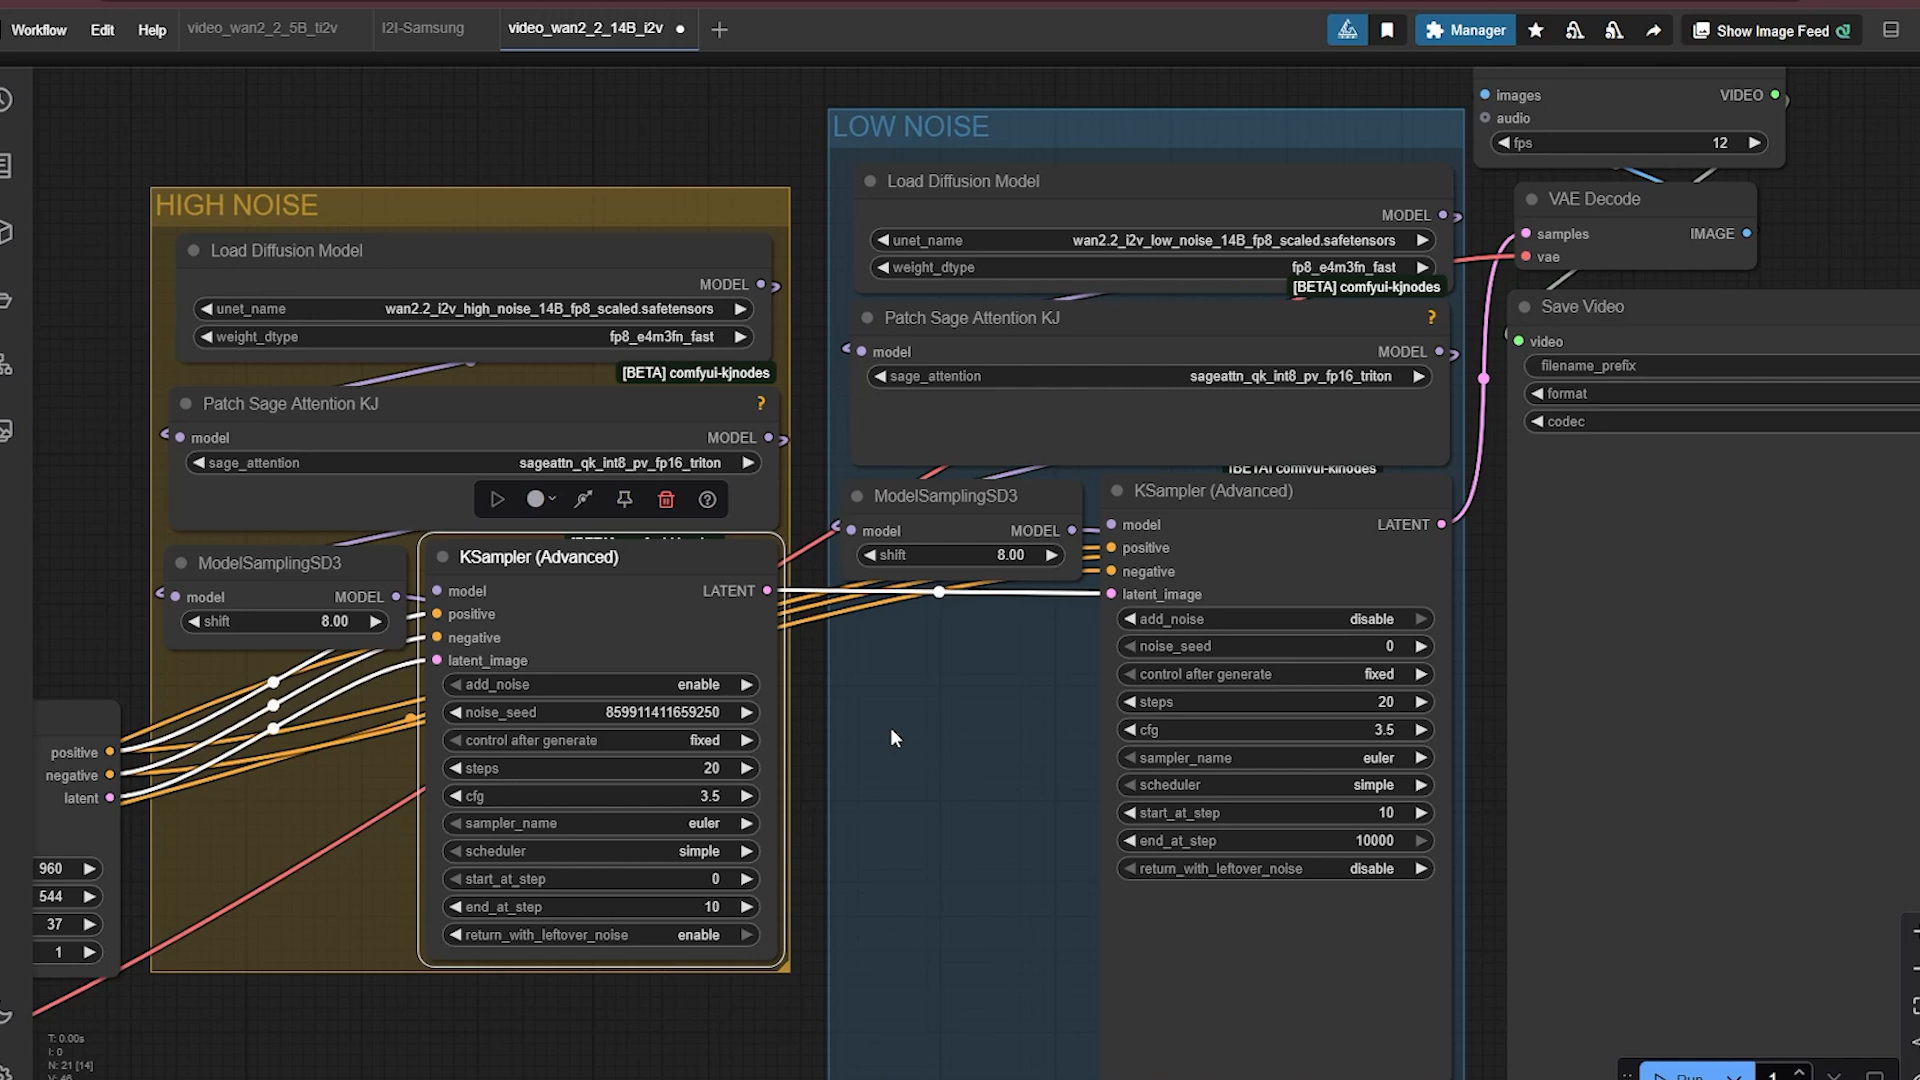 Workflow
Edit
Help
video_wan2_2_5B_ti2v
I2I-Samsung
video_wan2_2_14B_i2v
Manager
Show Image Feed
HIGH NOISE
Load Diffusion Model
MODEL
unet_name wan2.2_i2v_high_noise_14B_fp8_scaled.safetensors
weight_dtype fp8_e4m3fn_fast
[BETA] comfyui-kjnodes
Patch Sage Attention KJ ?
model MODEL
sage_attention sageattn_qk_int8_pv_fp16_triton
ModelSamplingSD3
model MODEL
shift 8.00
KSampler (Advanced)
model LATENT
positive
negative
latent_image
add_noise enable
noise_seed 859911411659250
control after generate fixed
steps 20
cfg 3.5
sampler_name euler
scheduler simple
start_at_step 0
end_at_step 10
return_with_leftover_noise enable
positive
negative
latent
960
544
37
1
LOW NOISE
Load Diffusion Model
MODEL
unet_name wan2.2_i2v_low_noise_14B_fp8_scaled.safetensors
weight_dtype fp8_e4m3fn_fast
[BETA] comfyui-kjnodes
Patch Sage Attention KJ ?
model MODEL
sage_attention sageattn_qk_int8_pv_fp16_triton
[BETA] comfyui-kjnodes
ModelSamplingSD3
model MODEL
shift 8.00
KSampler (Advanced)
model LATENT
positive
negative
latent_image
add_noise disable
noise_seed 0
control after generate fixed
steps 20
cfg 3.5
sampler_name euler
scheduler simple
start_at_step 10
end_at_step 10000
return_with_leftover_noise disable
images VIDEO
audio
fps 12
VAE Decode
samples IMAGE
vae
Save Video
video
filename_prefix
format
codec
T: 0.00s
I: 0
N: 21 [14]
V: 46
Run
1